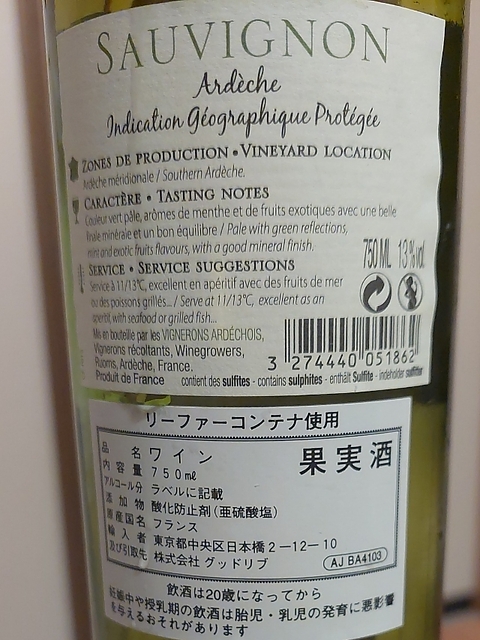 SAUVIGNON
Ardèche
Indication Géographique Protégée
ZONES DE PRODUCTION • VINEYARD LOCATION
Ardèche méridionale / Southern Ardèche.
CARACTÈRE • TASTING NOTES
Couleur vert pâle, arômes de menthe et de fruits exotiques avec une belle
finale minérale et un bon équilibre / Pale with green reflections,
mint and exotic fruits flavours, with a good mineral finish.
750 ML 13 % vol.
SERVICE • SERVICE SUGGESTIONS
Service à 11/13°C, excellent en apéritif avec des fruits de mer
ou des poissons grillés... / Serve at 11/13°C, excellent as an
aperitif, with seafood or grilled fish...
Mis en bouteille par les VIGNERONS ARDÉCHOIS,
Vignerons récoltants, Winegrowers,
Ruoms, Ardèche, France.
Produit de France
3 274440 051862
contient des sulfites - contains sulphites - enthält Sulfite - indeholder sulfitter
リーファーコンテナ使用
品名 ワイン
果実酒
内容量 750㎖
アルコール分 ラベルに記載
添加物 酸化防止剤(亜硫酸塩)
原産国名 フランス
輸入者 東京都中央区日本橋2-12-10
及び引取先 株式会社 グッドリブ
AJ BA4103
飲酒は20歳になってから
妊娠中や授乳期の飲酒は胎児・乳児の発育に悪影響
を与えるおそれがあります